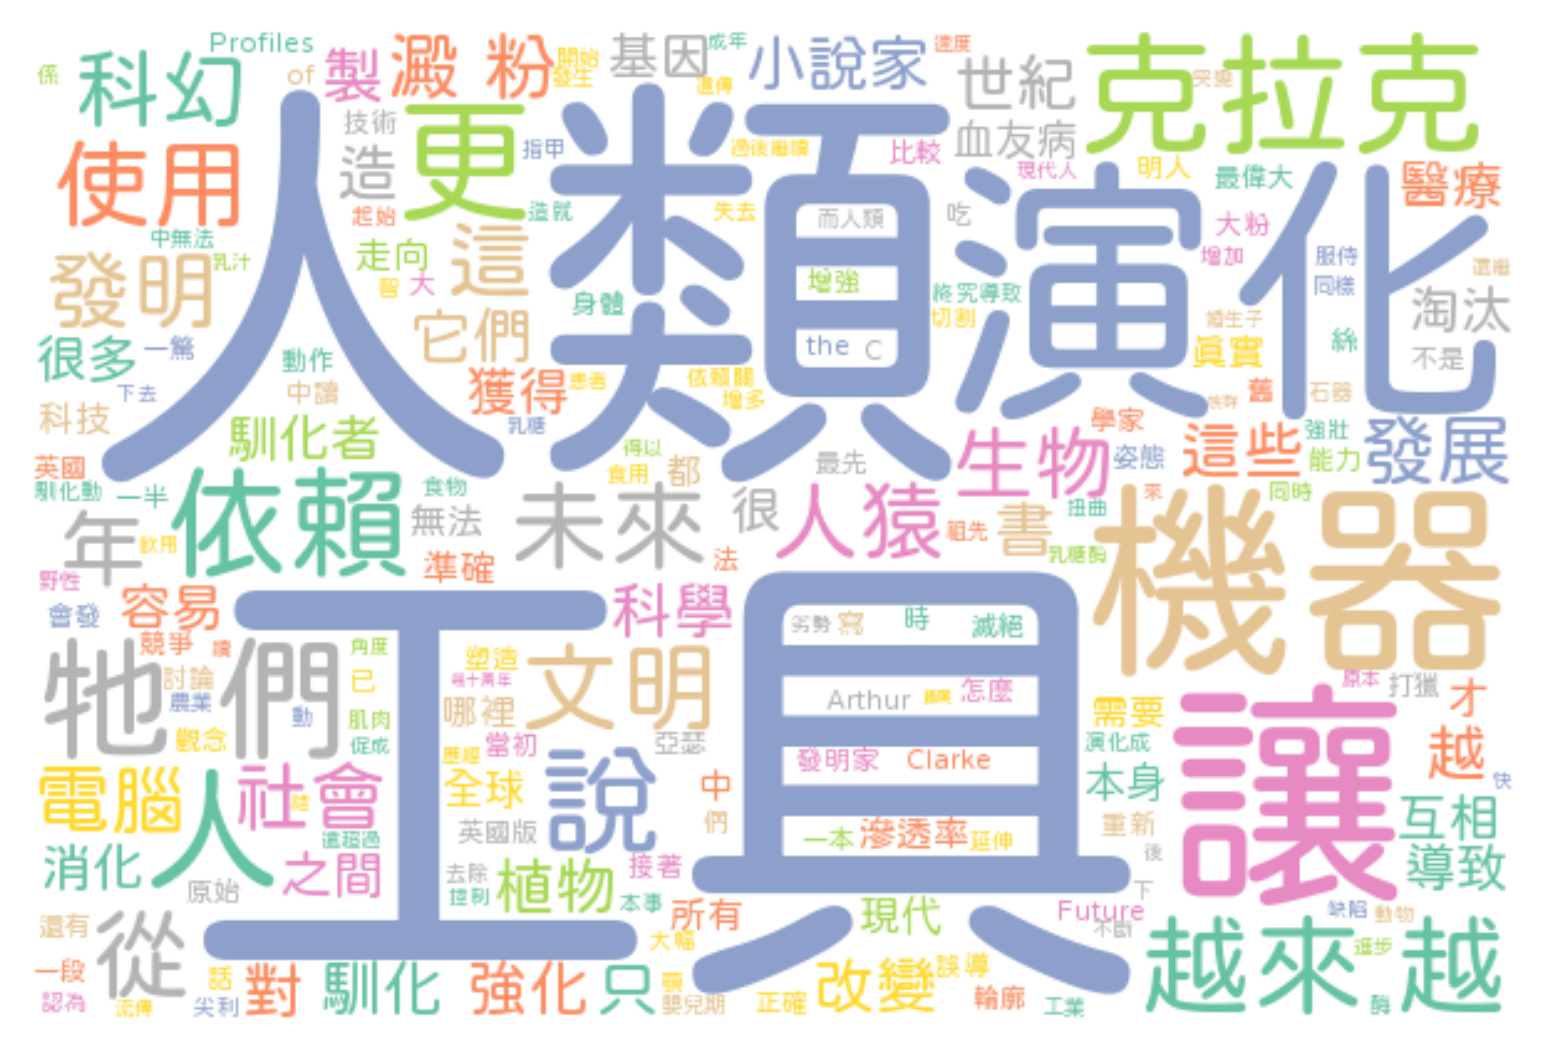 Profiles
of
係
科幻
製
澱粉
開始
發生
基因
成年
遺傳
小說家
速度
世紀
克拉克
突變
血友病
技術
造
更
指甲
過後繼續
比較
現代人
明人
最偉大
醫療
使用
起始
造就
失去
而人類
吃
大粉
人類
演化
中無法
乳汁
走向
這
增強
終究導致
增加
服侍
同樣
發明
大
身體
切割
婚生子
淘汰
它們
the
C
真實
絲
不是
很多
一篇
動作
獲得
患者
依賴關
增多
舊
石器
下去
中讀
科技
馴化者
乳糖
學家
族群
英國
得以
食用
都
最先
生物
姿態
這些
強壯
能力
發展
馴化動
一半
依賴
食物
無法
未來
很
人猿
祖先
書
扭曲
來
同時
機器
年
飲用
準確
法
乳糖酶
野性
容易
工具
科學
劣勢
寫
時
滅絕
會發
競爭
讀
牠們
角度
塑造
幾十萬年
文明
討論
農業
已
哪裡
Arthur
怎麼
原本
打獵
才
需要
讓
動
肌肉
觀念
促成
當初
亞瑟
歷經
發明家
Clarke
演化成
越
電腦
人
社會
全球
說
中
本身
快
還超過
英國版
們
一本
滲透率
延伸
重新
互相
消化
之間
原始
去除
控制
植物
接著
本事
後
導致
下
還有
從
所有
大幅
現代
Future
不斷
越來越
缺陷
動物
進步
一段
認為
流傳
話
尖利
對
馴化
強化
只
顎
嬰兒期
正確
改變
誤導
輪廓
工業
酶